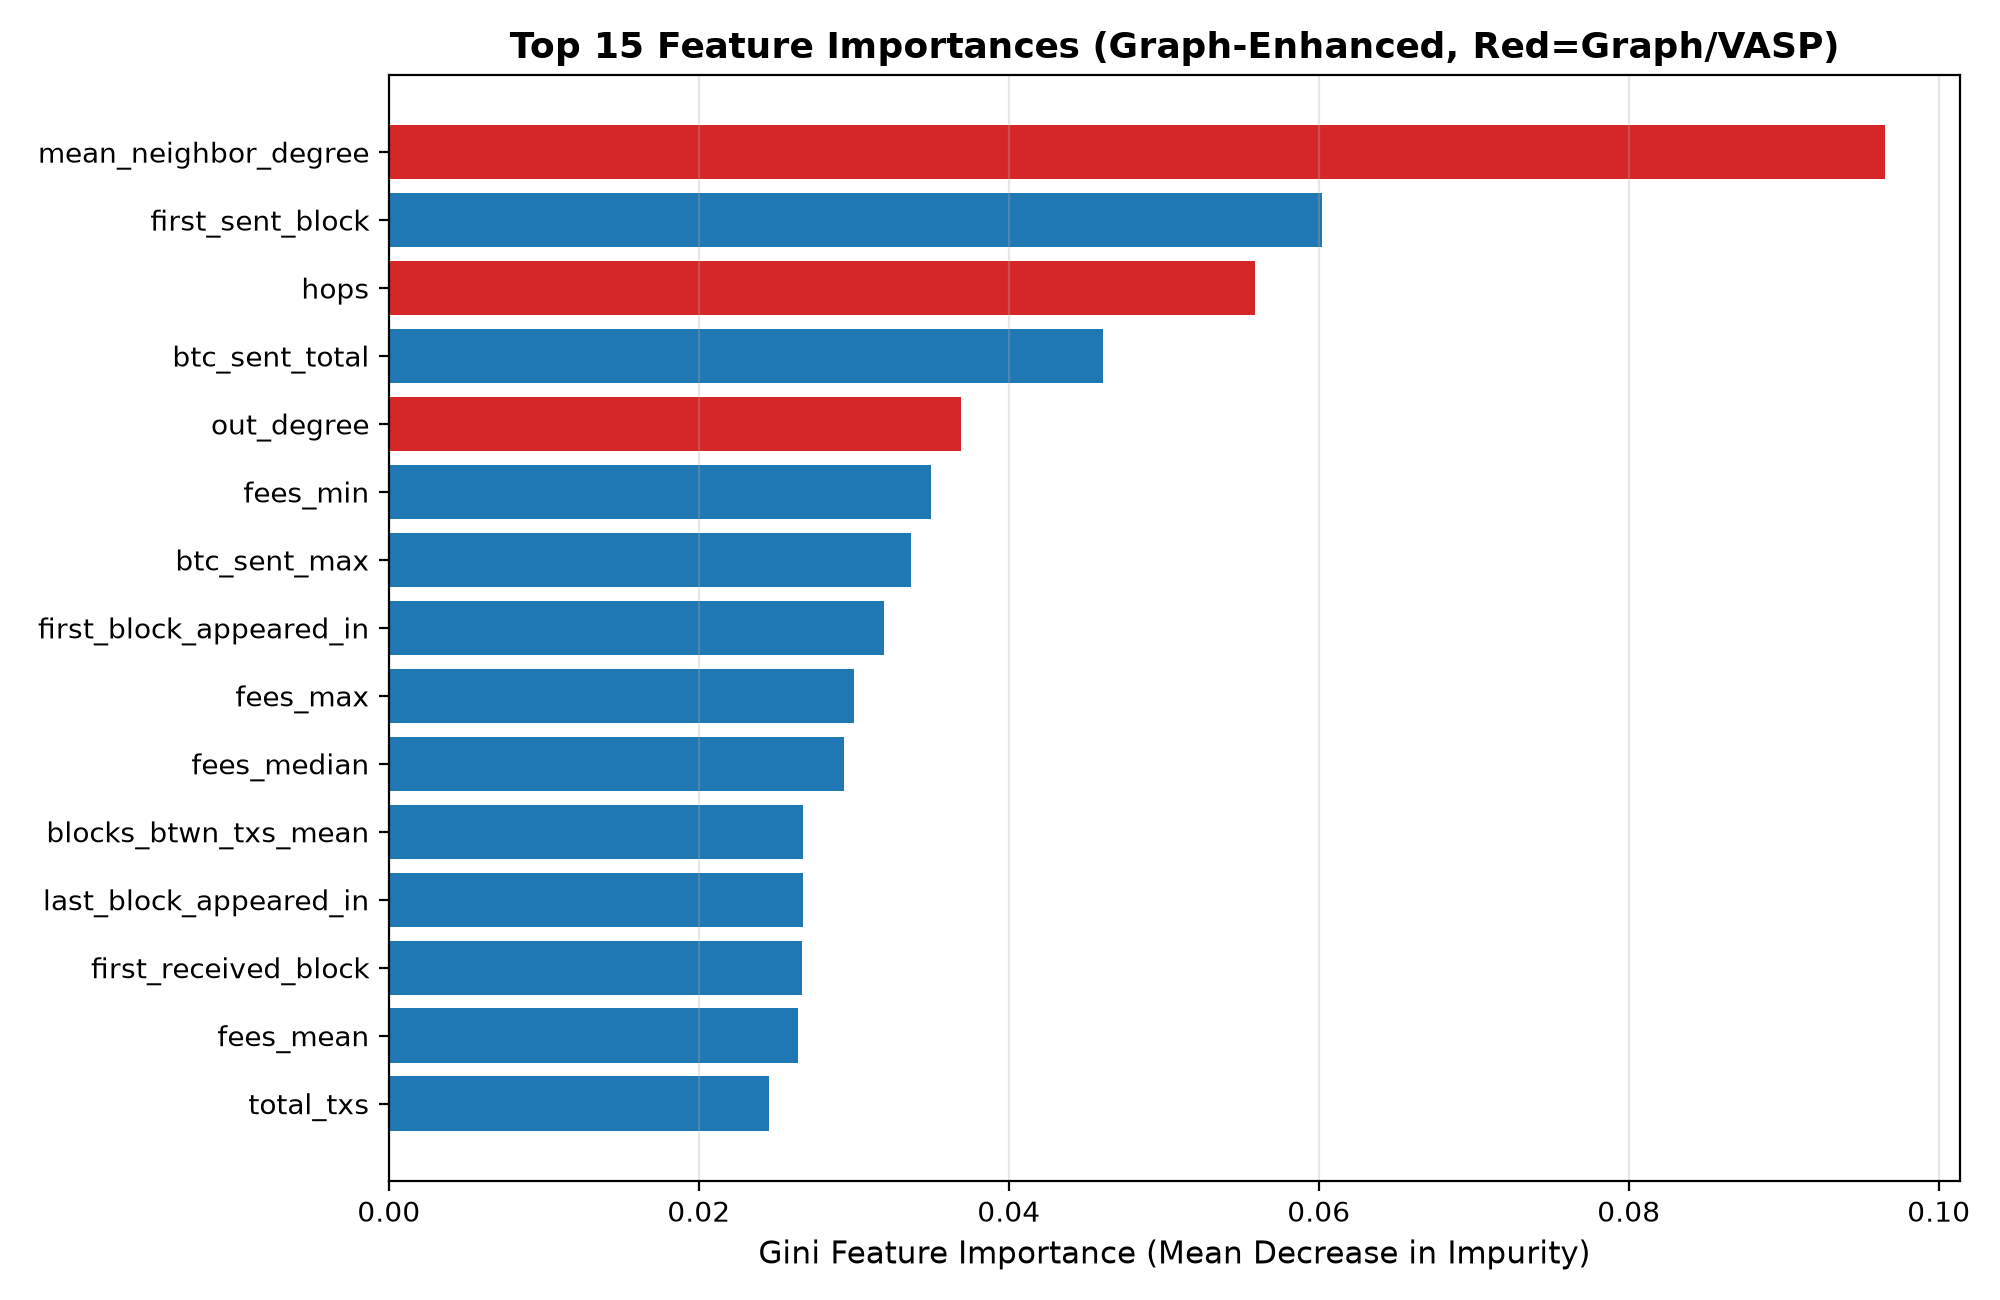 Top 15 Feature Importances (Graph-Enhanced, Red=Graph/VASP)
mean_neighbor_degree
first_sent_block
hops
btc_sent_total
out_degree
fees_min
btc_sent_max
first_block_appeared_in
fees_max
fees_median
blocks_btwn_txs_mean
last_block_appeared_in
first_received_block
fees_mean
total_txs
0.00 0.02 0.04 0.06 0.08 0.10
Gini Feature Importance (Mean Decrease in Impurity)